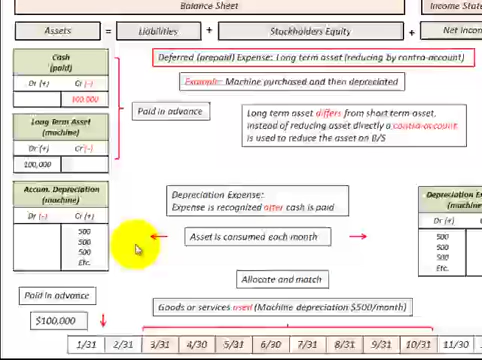 Balance Sheet
Income State
Assets = Liabilities + Stockholders Equity + Net Incom
Cash
(paid)
Dr (+) Cr (-)
100,000
Deferred (prepaid) Expense: Long term asset (reducing by contra-account)
Example: Machine purchased and then depreciated
Paid in advance
Long term asset differs from short term asset,
instead of reducing asset directly a contra-account
is used to reduce the asset on B/S
Long Term Asset
(machine)
Dr (+) Cr (-)
100,000
Accum. Depreciation
(machine)
Dr (-) Cr (+)
500
500
500
Etc.
Depreciation Expense:
Expense is recognized after cash is paid
Asset is consumed each month
Depreciation Ex
(machine
Dr (+)
500
500
500
Etc.
Allocate and match
Paid in advance
Goods or services used (Machine depreciation $500/month)
$100,000
1/31 2/31 3/31 4/30 5/31 6/30 7/31 8/31 9/31 10/31 11/30